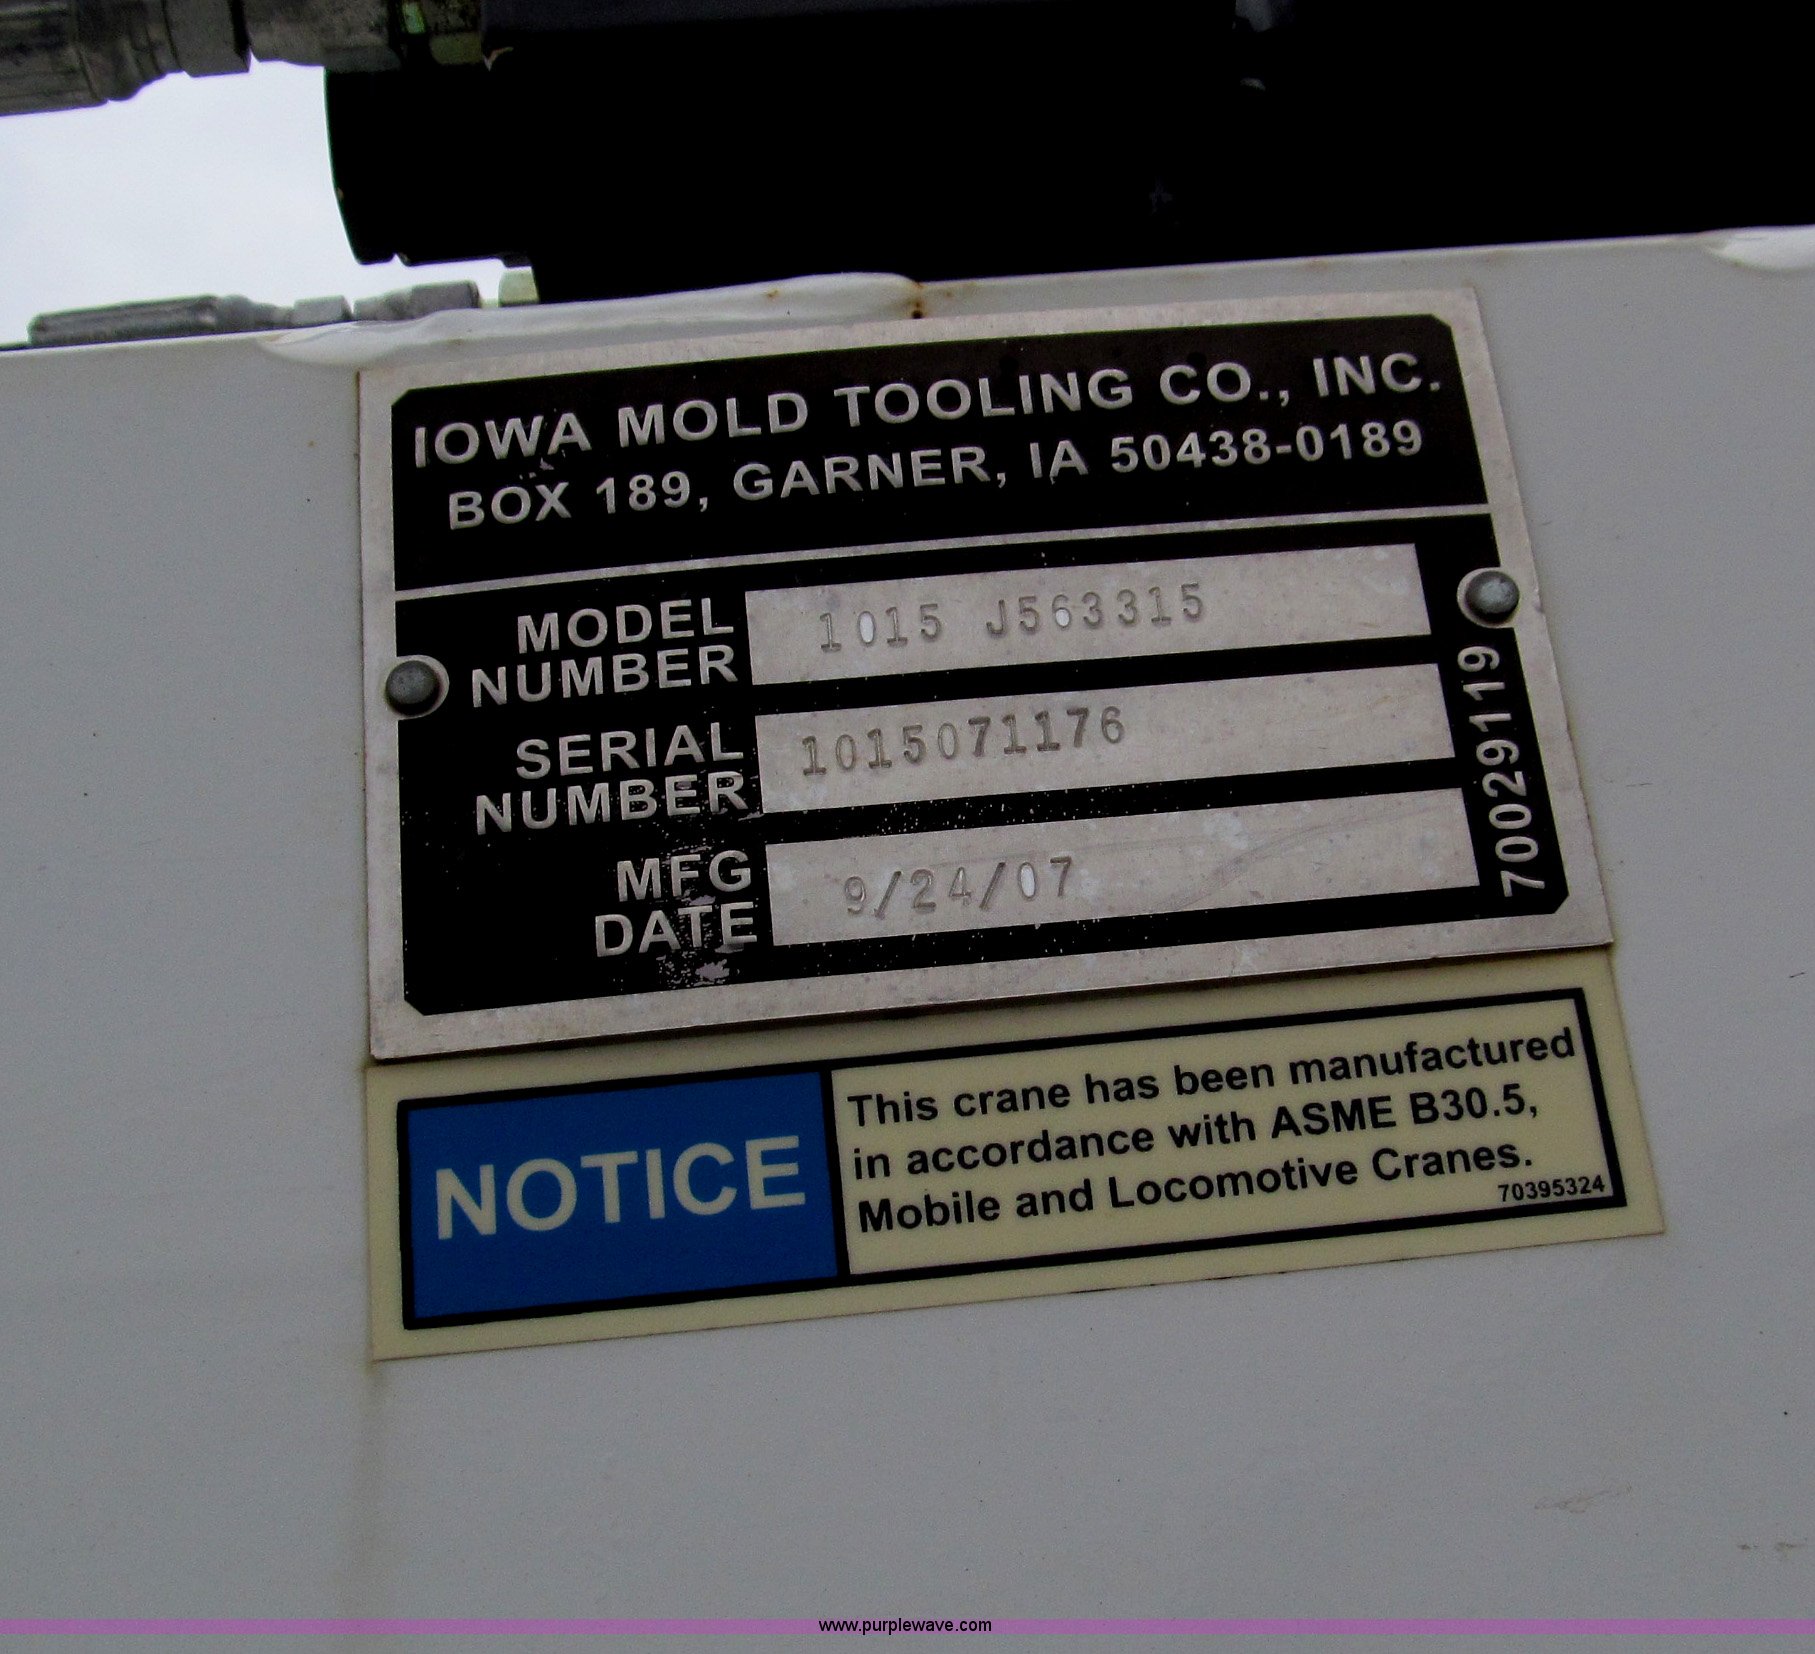 IOWA MOLD TOOLING CO., INC.
BOX 189, GARNER, IA 50438-0189
MODEL NUMBER 1015 J563315
SERIAL NUMBER 1015071176
MFG DATE 9/24/07
70029119
NOTICE
This crane has been manufactured
in accordance with ASME B30.5,
Mobile and Locomotive Cranes.
70395324
www.purplewave.com